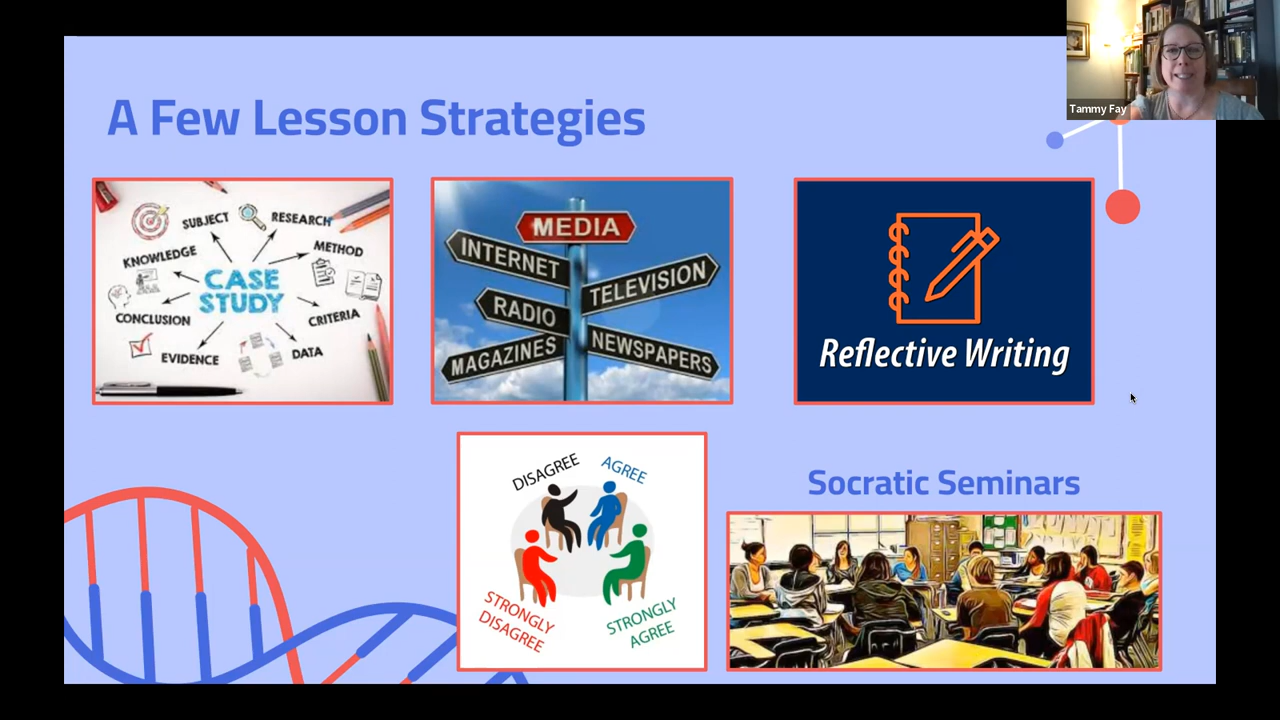 Tammy Fay
A Few Lesson Strategies
SUBJECT
RESEARCH
KNOWLEDGE
METHOD
CASE
STUDY
CONCLUSION
CRITERIA
EVIDENCE
DATA
MEDIA
INTERNET
TELEVISION
RADIO
MAGAZINES
NEWSPAPERS
Reflective Writing
DISAGREE
AGREE
STRONGLY
DISAGREE
STRONGLY
AGREE
Socratic Seminars